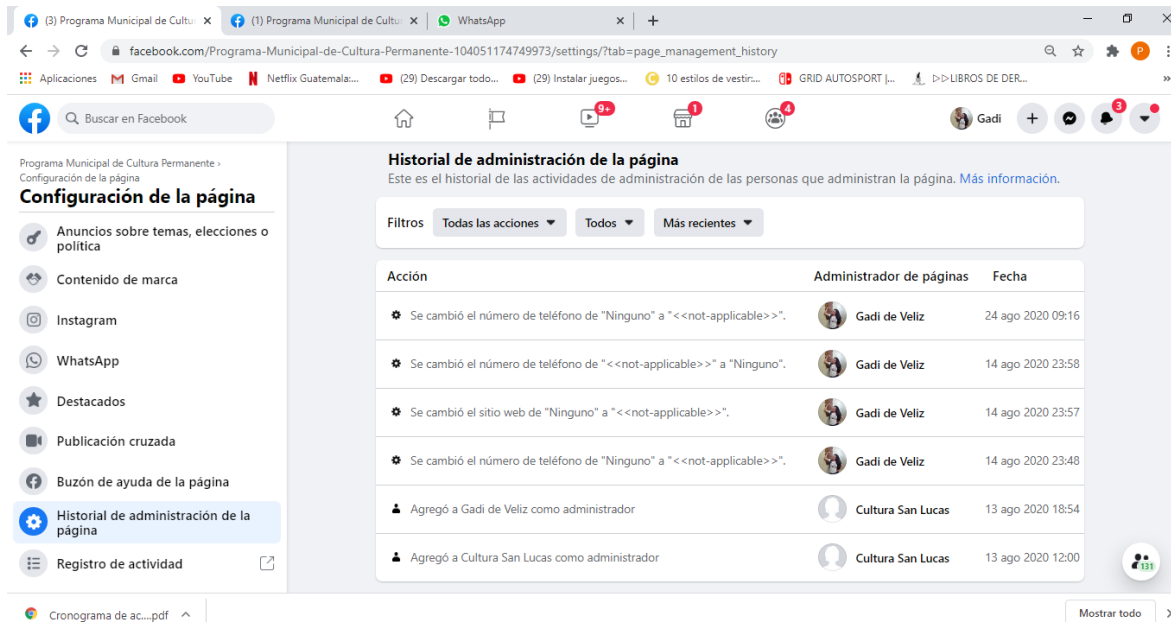 (3) Programa Municipal de Cultu
(1) Programa Municipal de Cultu
WhatsApp
facebook.com/Programa-Municipal-de-Cultura-Permanente-104051174749973/settings/?tab=page_management_history
P
Aplicaciones
Gmail
YouTube
Netflix Guatemala:...
(29) Descargar todo...
(29) Instalar juegos...
10 estilos de vestir:...
GRID AUTOSPORT |...
▷▷LIBROS DE DER...
Buscar en Facebook
9+
1
4
Gadi
3
Programa Municipal de Cultura Permanente ›
Configuración de la página
Configuración de la página
Anuncios sobre temas, elecciones o
política
Contenido de marca
Instagram
WhatsApp
Destacados
Publicación cruzada
Buzón de ayuda de la página
Historial de administración de la
página
Registro de actividad
Historial de administración de la página
Este es el historial de las actividades de administración de las personas que administran la página. Más información.
Filtros Todas las acciones Todos Más recientes
Acción Administrador de páginas Fecha
Se cambió el número de teléfono de "Ninguno" a "<<not-applicable>>". Gadi de Veliz 24 ago 2020 09:16
Se cambió el número de teléfono de "<<not-applicable>>" a "Ninguno". Gadi de Veliz 14 ago 2020 23:58
Se cambió el sitio web de "Ninguno" a "<<not-applicable>>". Gadi de Veliz 14 ago 2020 23:57
Se cambió el número de teléfono de "Ninguno" a "<<not-applicable>>". Gadi de Veliz 14 ago 2020 23:48
Agregó a Gadi de Veliz como administrador Cultura San Lucas 13 ago 2020 18:54
Agregó a Cultura San Lucas como administrador Cultura San Lucas 13 ago 2020 12:00
131
Cronograma de ac....pdf
Mostrar todo